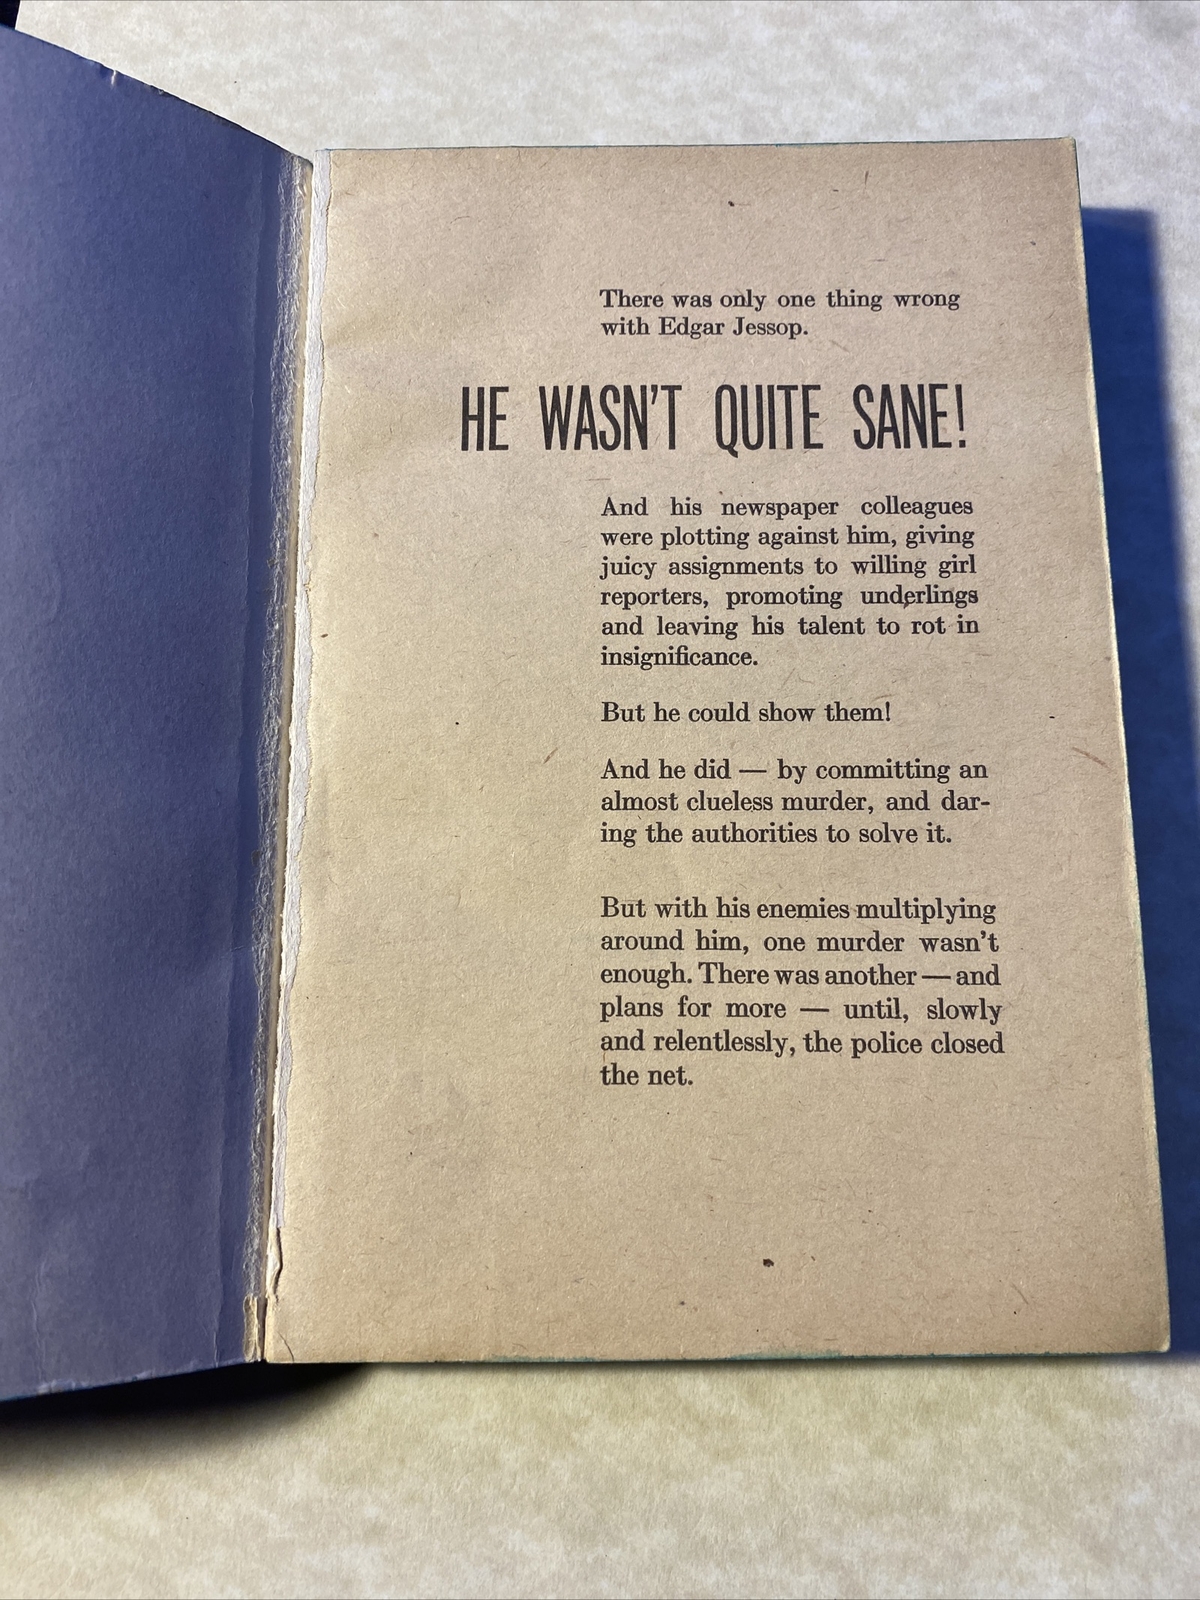 There was only one thing wrong
with Edgar Jessop.
HE WASN'T QUITE SANE!
And his newspaper colleagues
were plotting against him, giving
juicy assignments to willing girl
reporters, promoting underlings
and leaving his talent to rot in
insignificance.
But he could show them!
And he did — by committing an
almost clueless murder, and dar-
ing the authorities to solve it.
But with his enemies multiplying
around him, one murder wasn't
enough. There was another — and
plans for more — until, slowly
and relentlessly, the police closed
the net.